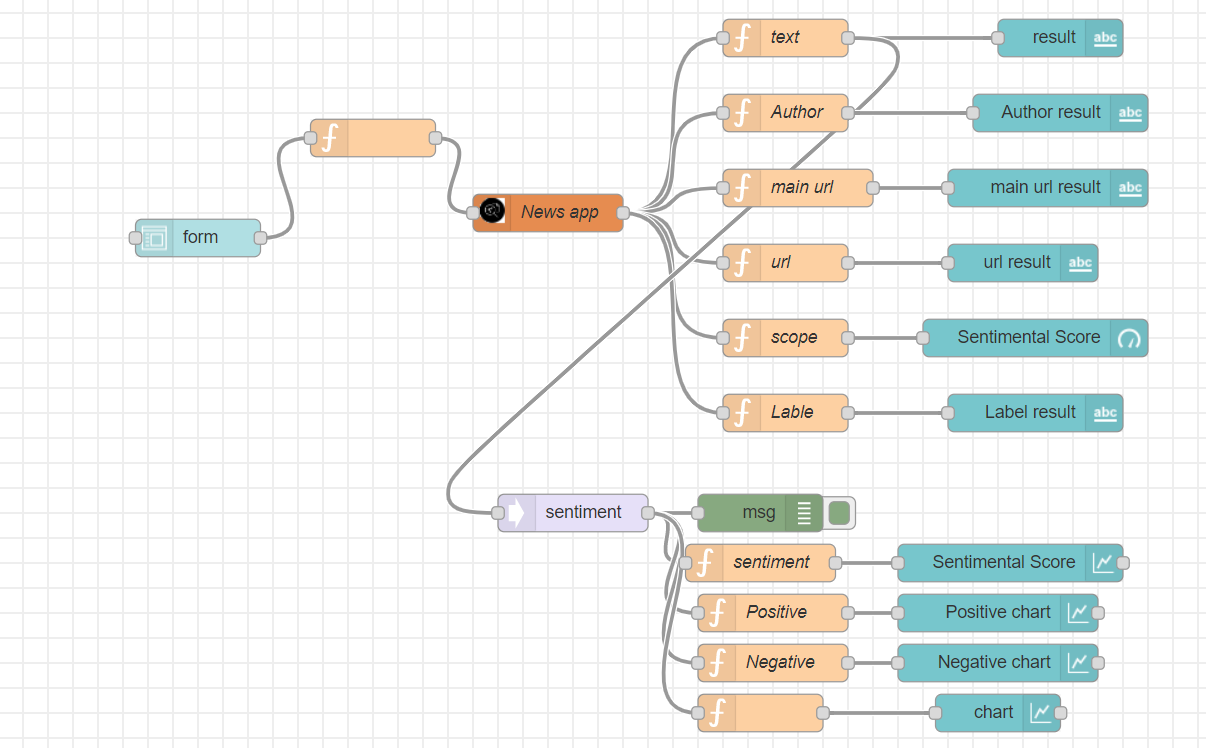 text
result
abc
Author
Author result
abc
main url
main url result
abc
News app
form
url
url result
abc
scope
Sentimental Score
Lable
Label result
abc
sentiment
msg
sentiment
Sentimental Score
Positive
Positive chart
Negative
Negative chart
chart